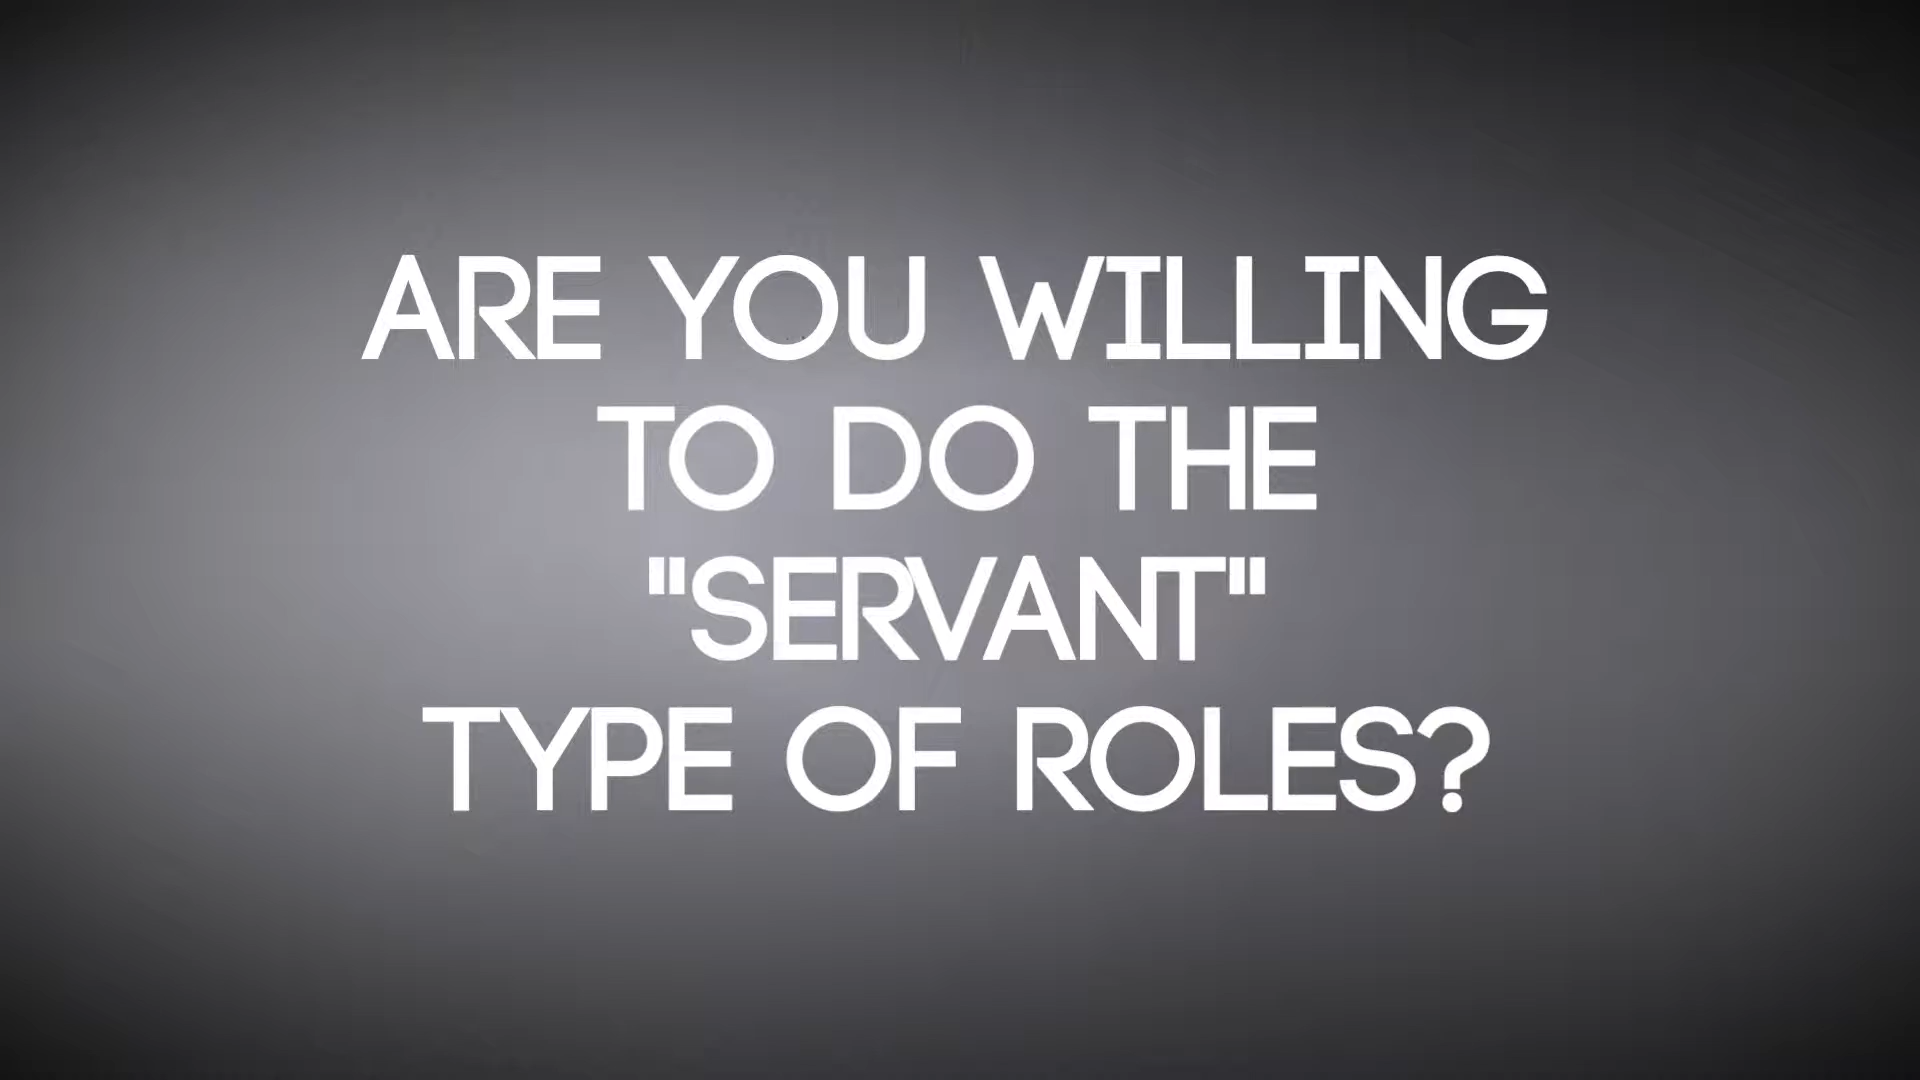 ARE YOU WILLING
TO DO THE
"SERVANT"
TYPE OF ROLES?